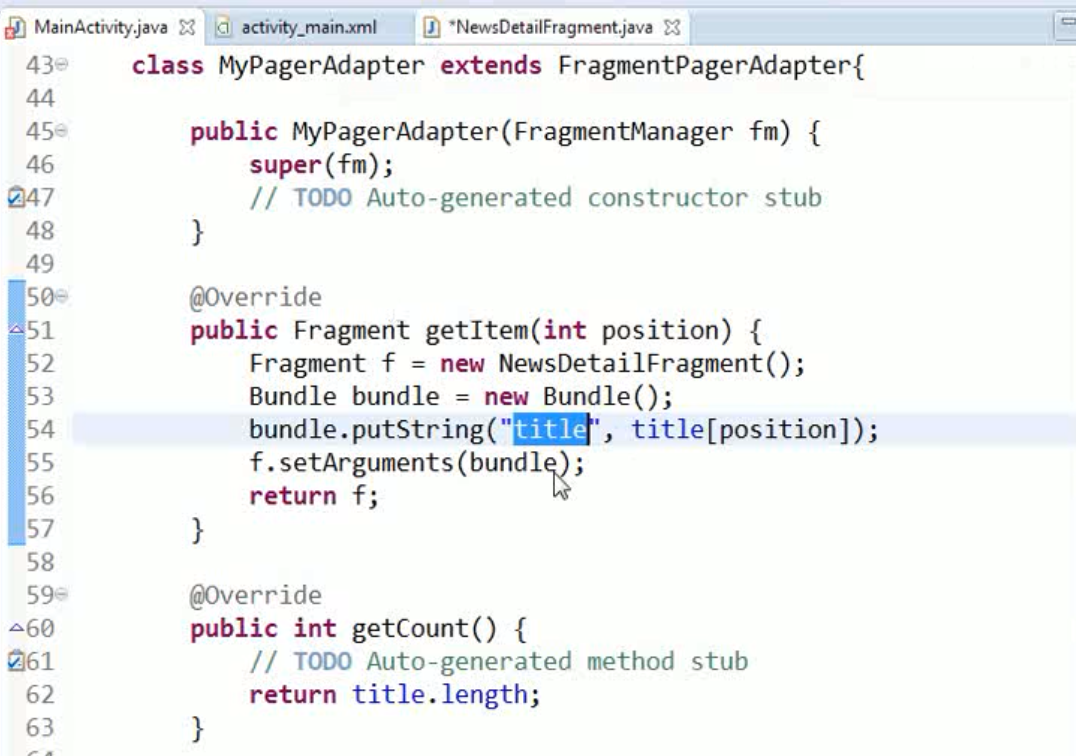 MainActivity.java activity_main.xml *NewsDetailFragment.java
43 class MyPagerAdapter extends FragmentPagerAdapter{
44
45 public MyPagerAdapter(FragmentManager fm) {
46 super(fm);
47 // TODO Auto-generated constructor stub
48 }
49
50 @Override
51 public Fragment getItem(int position) {
52 Fragment f = new NewsDetailFragment();
53 Bundle bundle = new Bundle();
54 bundle.putString("title", title[position]);
55 f.setArguments(bundle);
56 return f;
57 }
58
59 @Override
60 public int getCount() {
61 // TODO Auto-generated method stub
62 return title.length;
63 }